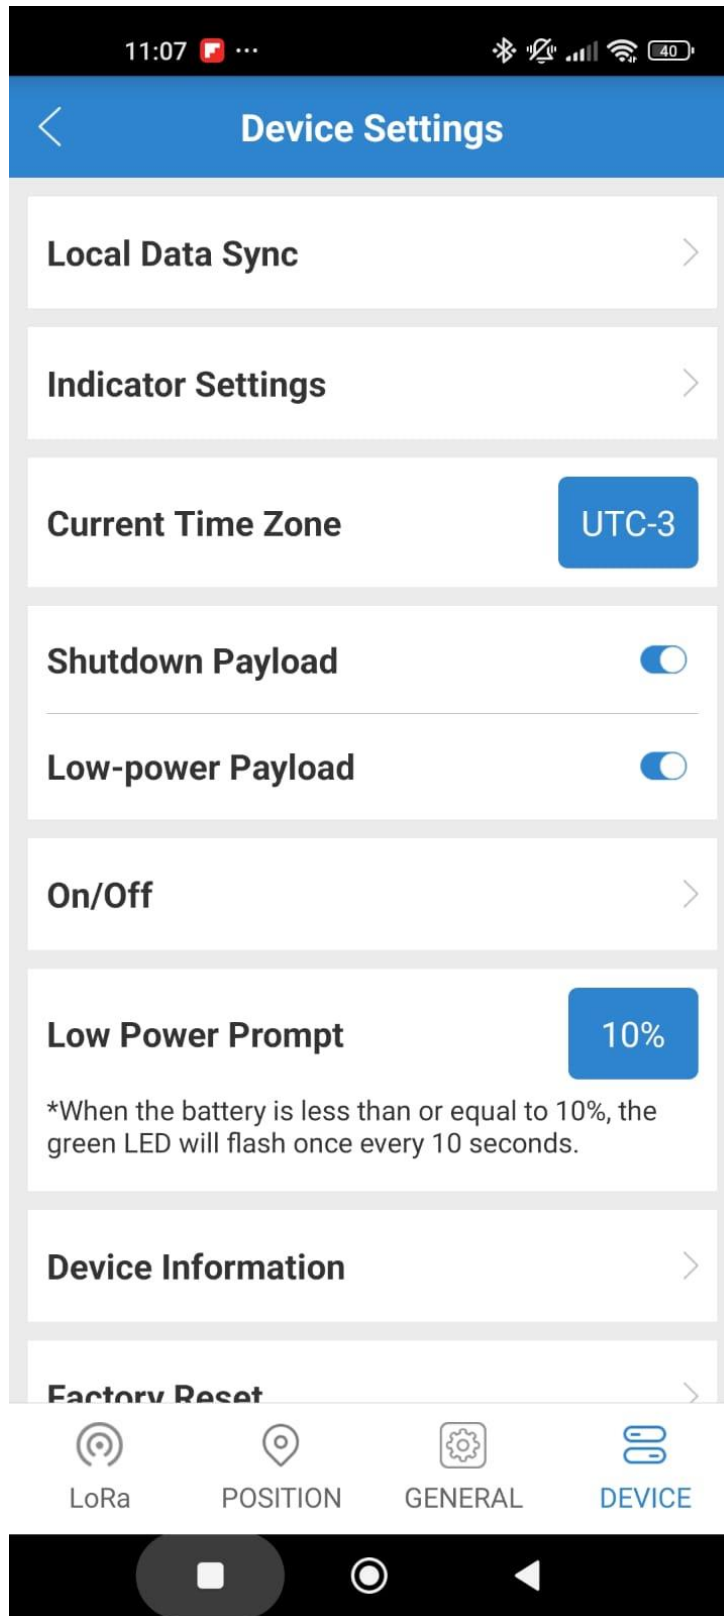 11:07
40
Device Settings
Local Data Sync
Indicator Settings
Current Time Zone
UTC-3
Shutdown Payload
Low-power Payload
On/Off
Low Power Prompt
10%
*When the battery is less than or equal to 10%, the
green LED will flash once every 10 seconds.
Device Information
Factory Reset
LoRa
POSITION
GENERAL
DEVICE